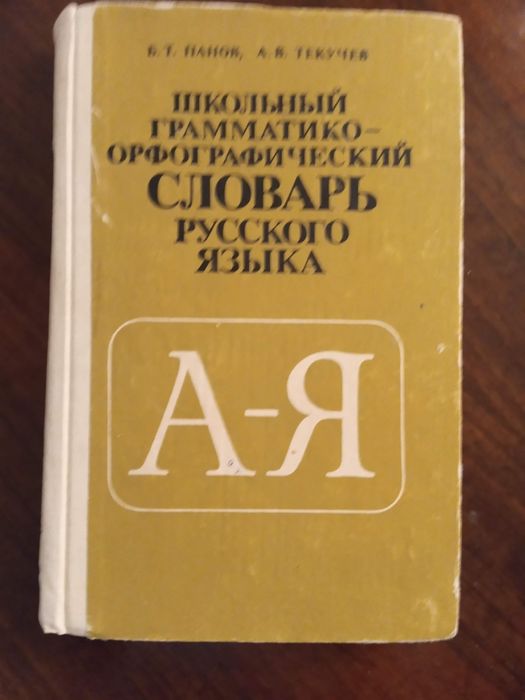 Б. Т. ПАНОВ, А. В. ТЕКУЧЕВ
ШКОЛЬНЫЙ
ГРАММАТИКО-
ОРФОГРАФИЧЕСКИЙ
СЛОВАРЬ
РУССКОГО
ЯЗЫКА
А-Я